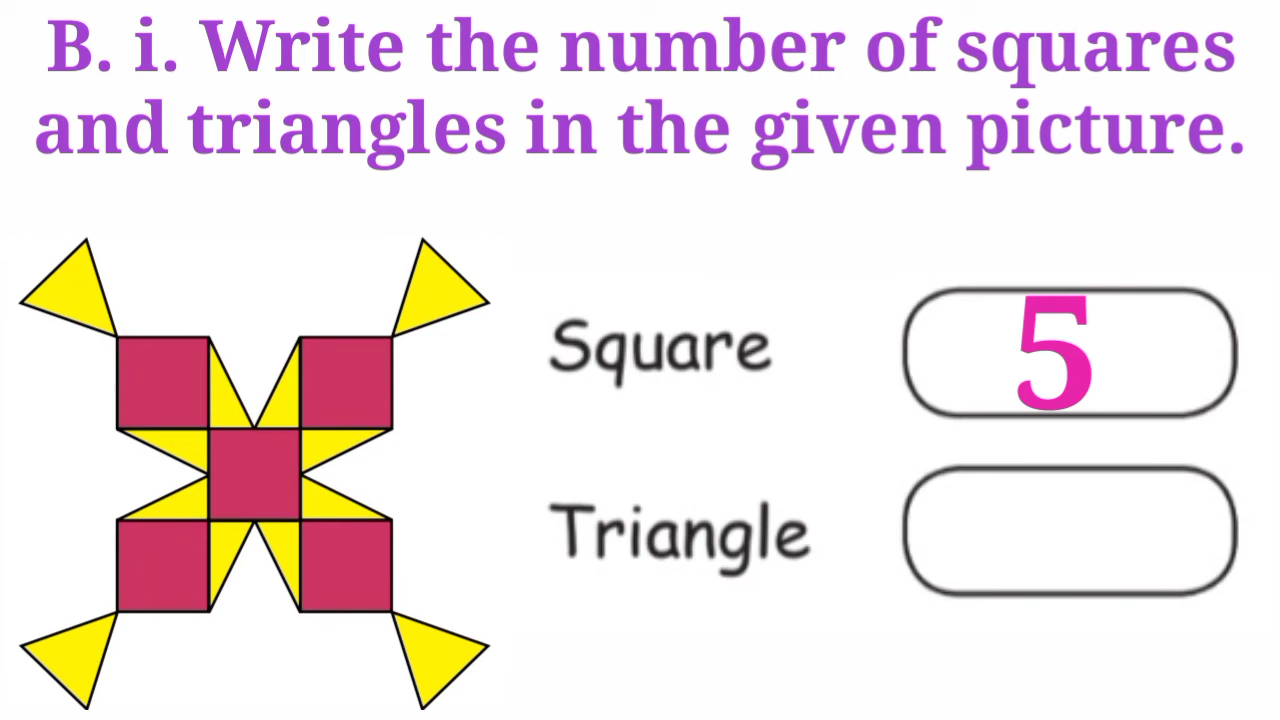 B. i. Write the number of squares
and triangles in the given picture.
Square
5
Triangle